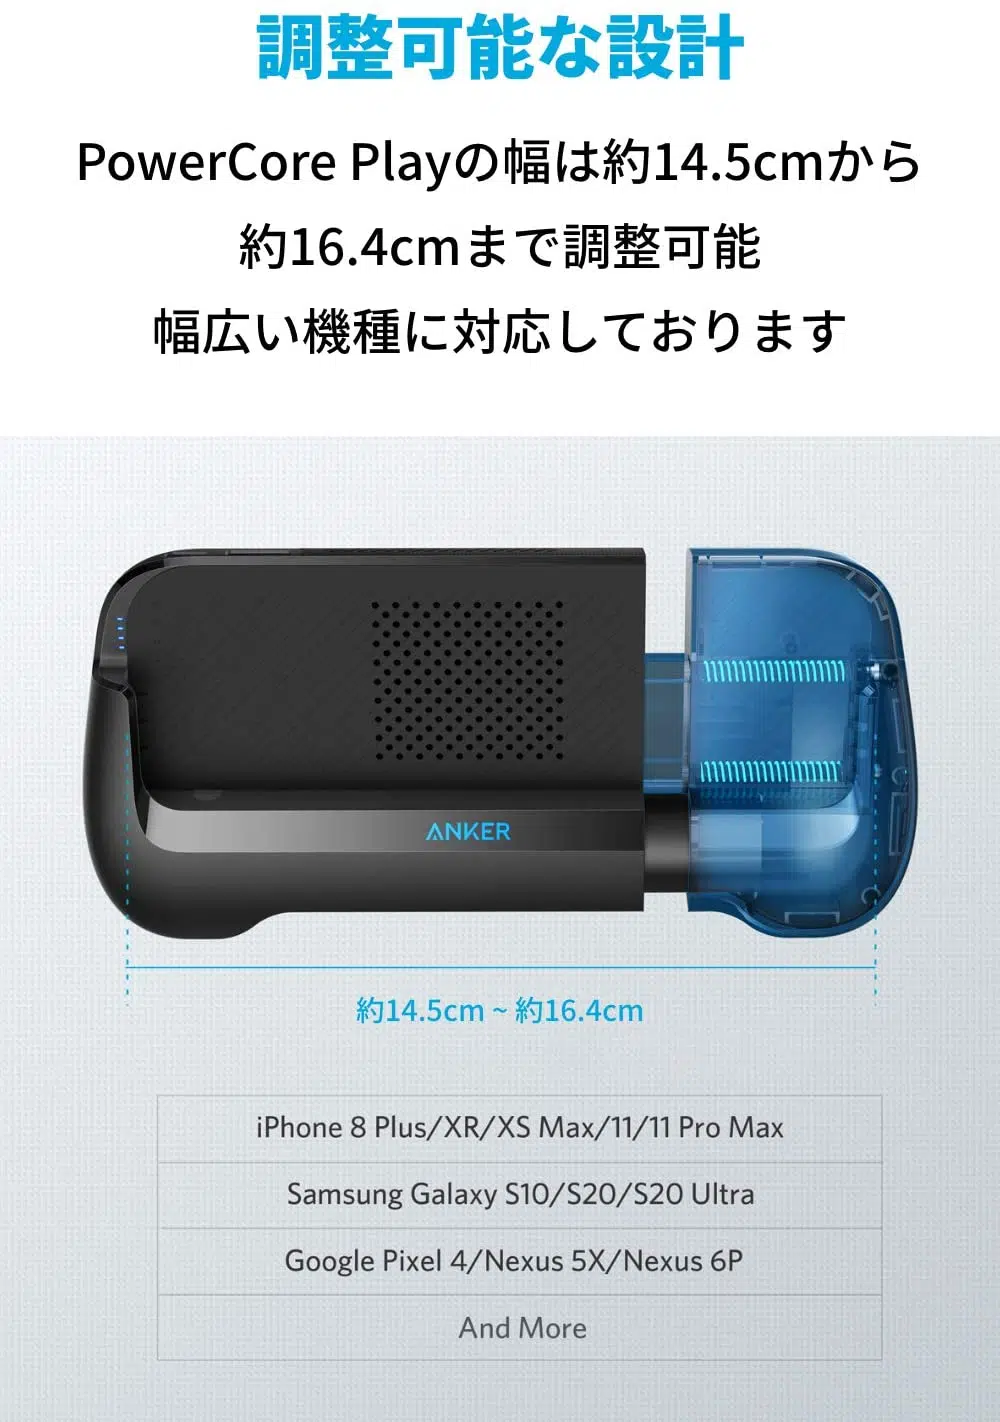 調整可能な設計
PowerCore Playの幅は約14.5cmから
約16.4cmまで調整可能
幅広い機種に対応しております
ANKER
約14.5cm ~ 約16.4cm
iPhone 8 Plus/XR/XS Max/11/11 Pro Max
Samsung Galaxy S10/S20/S20 Ultra
Google Pixel 4/Nexus 5X/Nexus 6P
And More